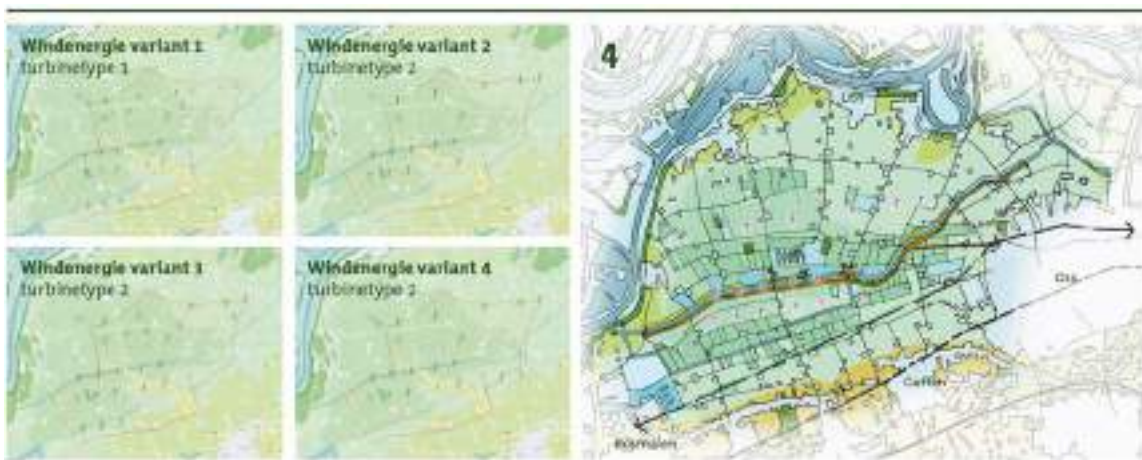 Windenergie variant 1
turbinetype 1
Windenergie variant 2
turbinetype 2
Windenergie variant 3
turbinetype 2
Windenergie variant 4
turbinetype 2
4
Oss
Geffen
Rosmalen